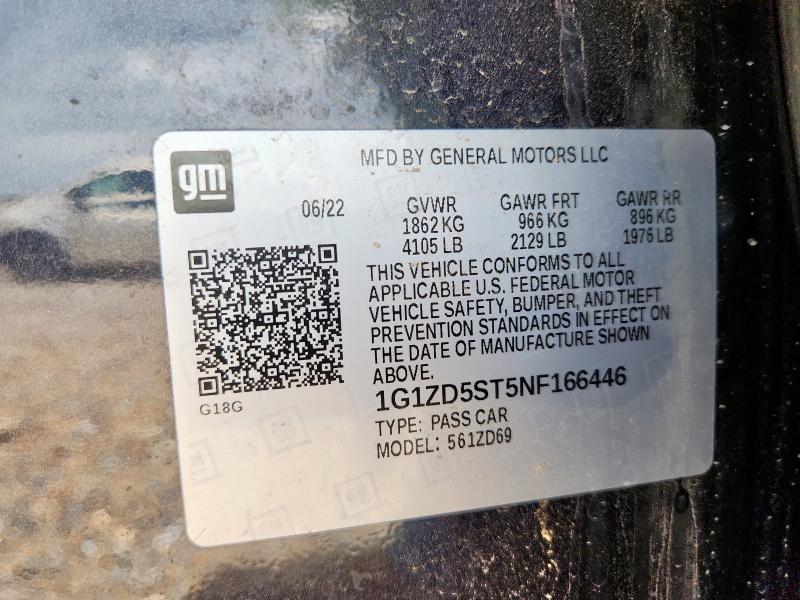 gm
MFD BY GENERAL MOTORS LLC
06/22
GVWR GAWR FRT GAWR RR
1862 KG 966 KG 896 KG
4105 LB 2129 LB 1976 LB
THIS VEHICLE CONFORMS TO ALL
APPLICABLE U.S. FEDERAL MOTOR
VEHICLE SAFETY, BUMPER, AND THEFT
PREVENTION STANDARDS IN EFFECT ON
THE DATE OF MANUFACTURE SHOWN
ABOVE.
G18G
1G1ZD5ST5NF166446
TYPE: PASS CAR
MODEL: 561ZD69